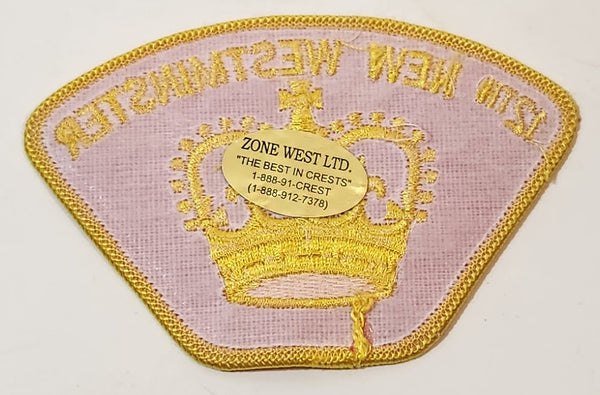 12TH NEW WESTMINSTER
ZONE WEST LTD.
"THE BEST IN CRESTS"
1-888-91-CREST
(1-888-912-7378)